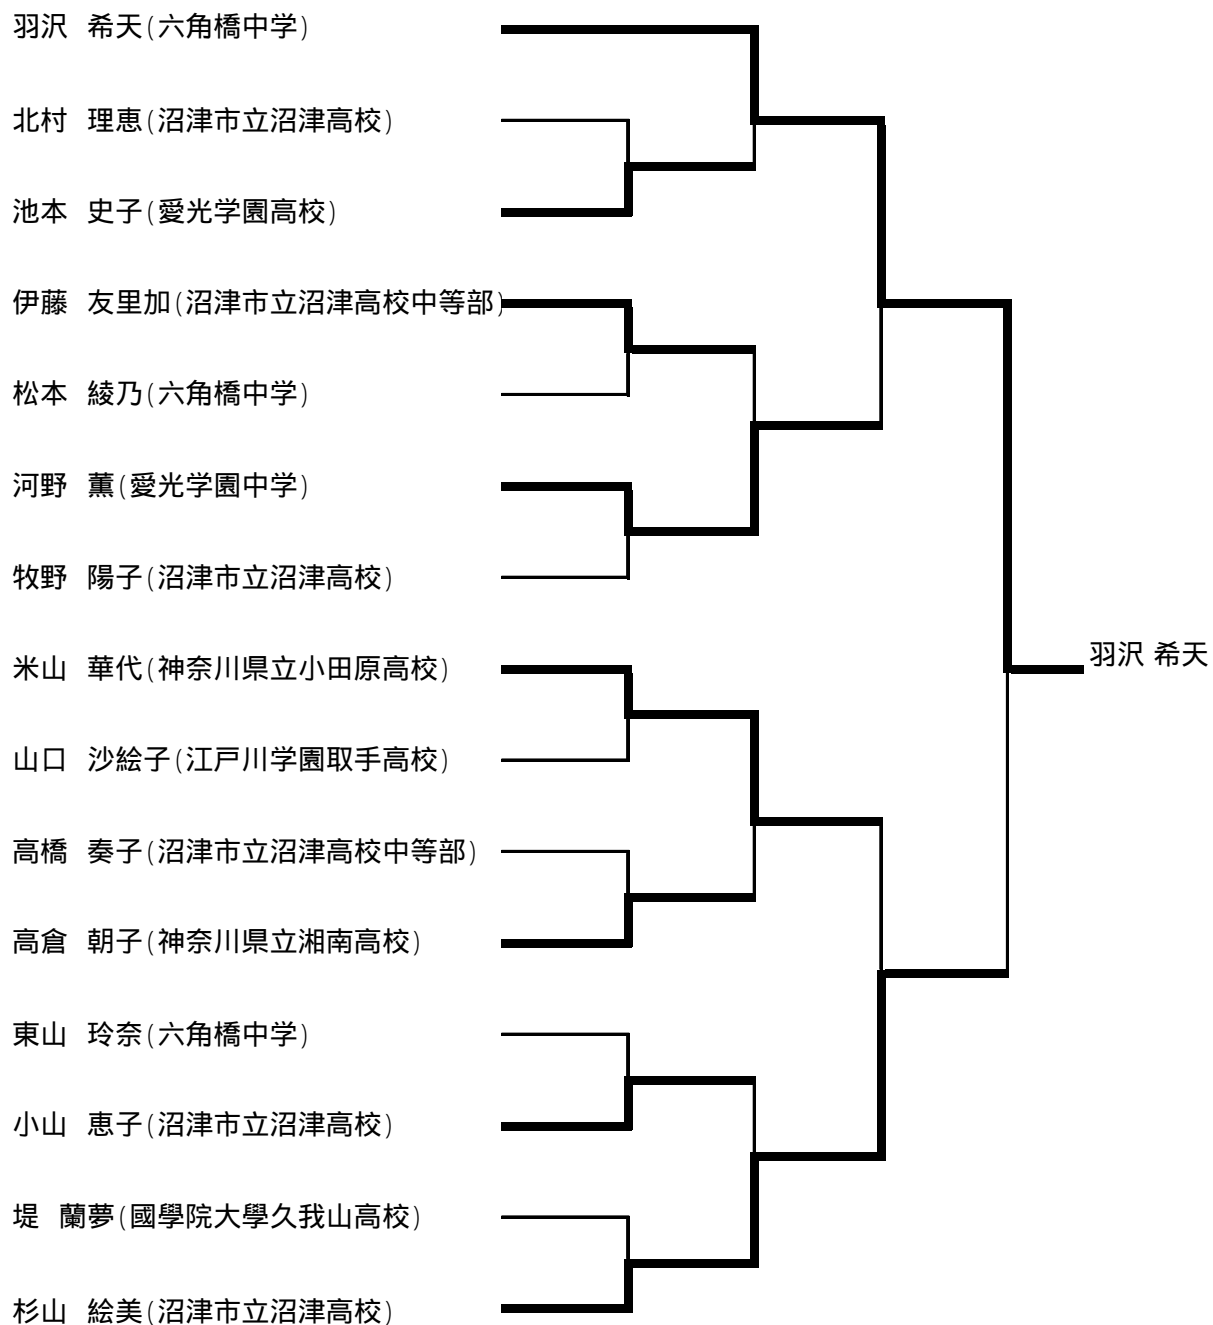 羽沢 希天(六角橋中学)
北村 理恵(沼津市立沼津高校)
池本 史子(愛光学園高校)
伊藤 友里加(沼津市立沼津高校中等部)
松本 綾乃(六角橋中学)
河野 薫(愛光学園中学)
牧野 陽子(沼津市立沼津高校)
米山 華代(神奈川県立小田原高校)
羽沢 希天
山口 沙絵子(江戸川学園取手高校)
高橋 奏子(沼津市立沼津高校中等部)
高倉 朝子(神奈川県立湘南高校)
東山 玲奈(六角橋中学)
小山 恵子(沼津市立沼津高校)
堤 蘭夢(國學院大學久我山高校)
杉山 絵美(沼津市立沼津高校)